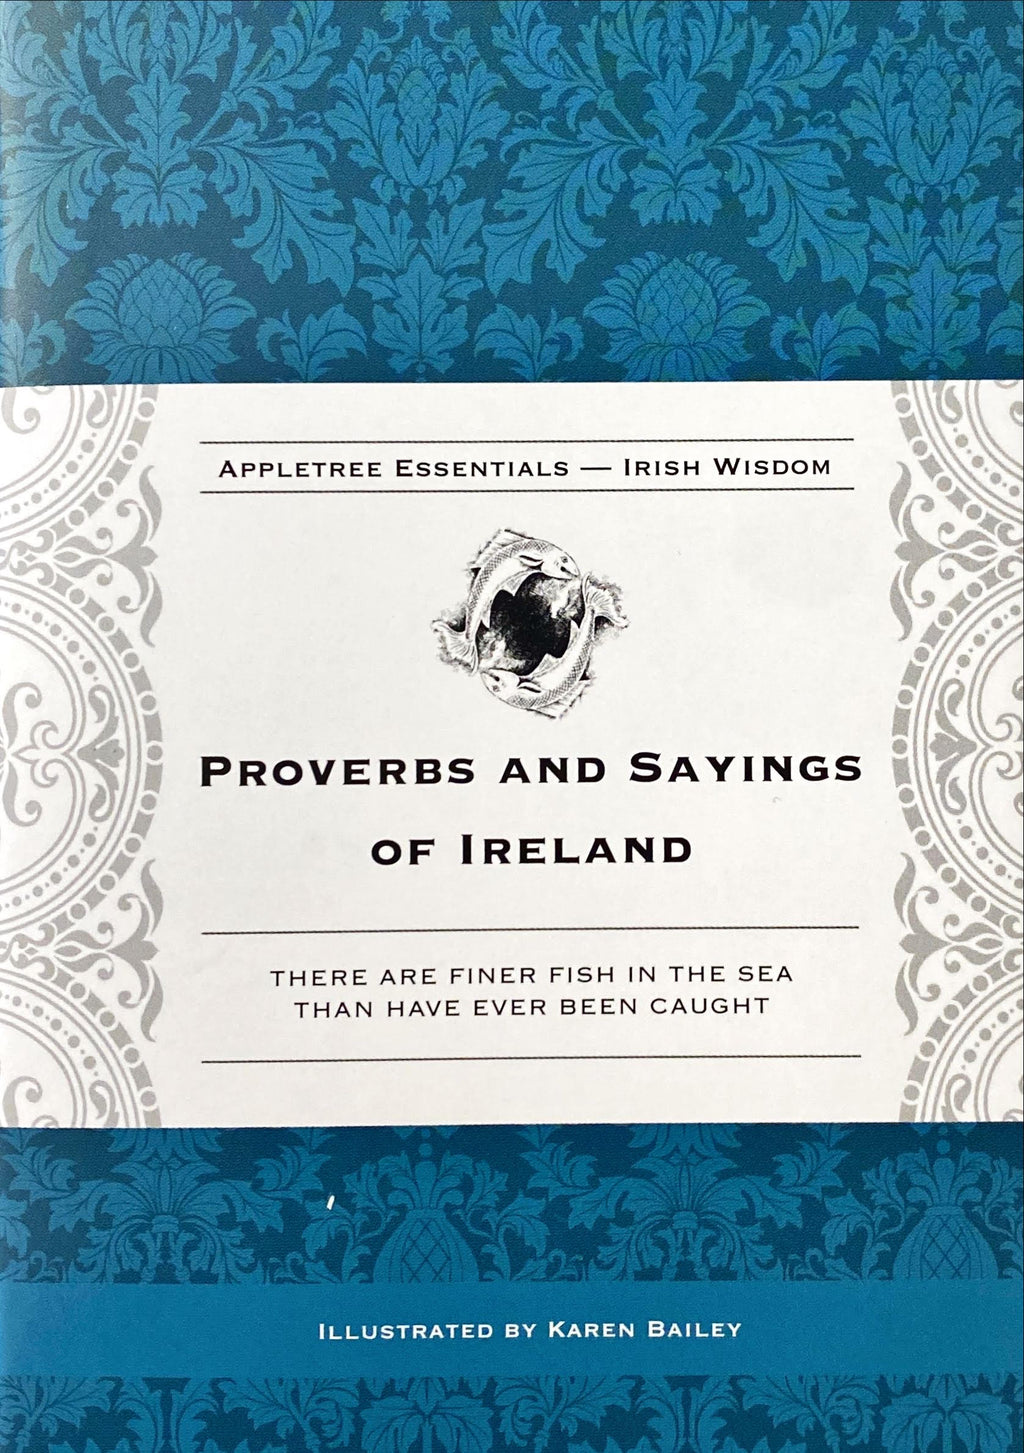 Appletree Essentials — Irish Wisdom
Proverbs and Sayings
of Ireland
THERE ARE FINER FISH IN THE SEA
THAN HAVE EVER BEEN CAUGHT
Illustrated by Karen Bailey